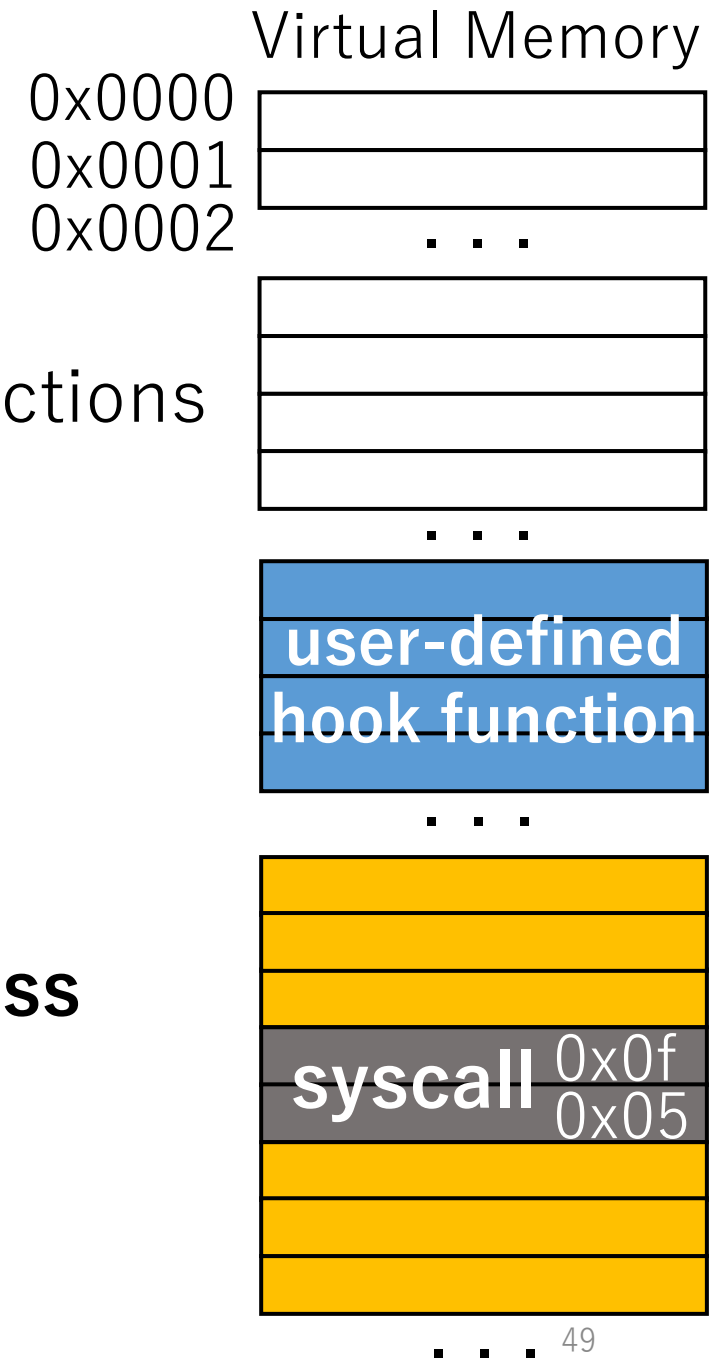 Virtual Memory
0x0000
0x0001
0x0002
. . .
ctions
. . .
user-defined
hook function
. . .
ss
syscall 0x0f
0x05
. . .
49